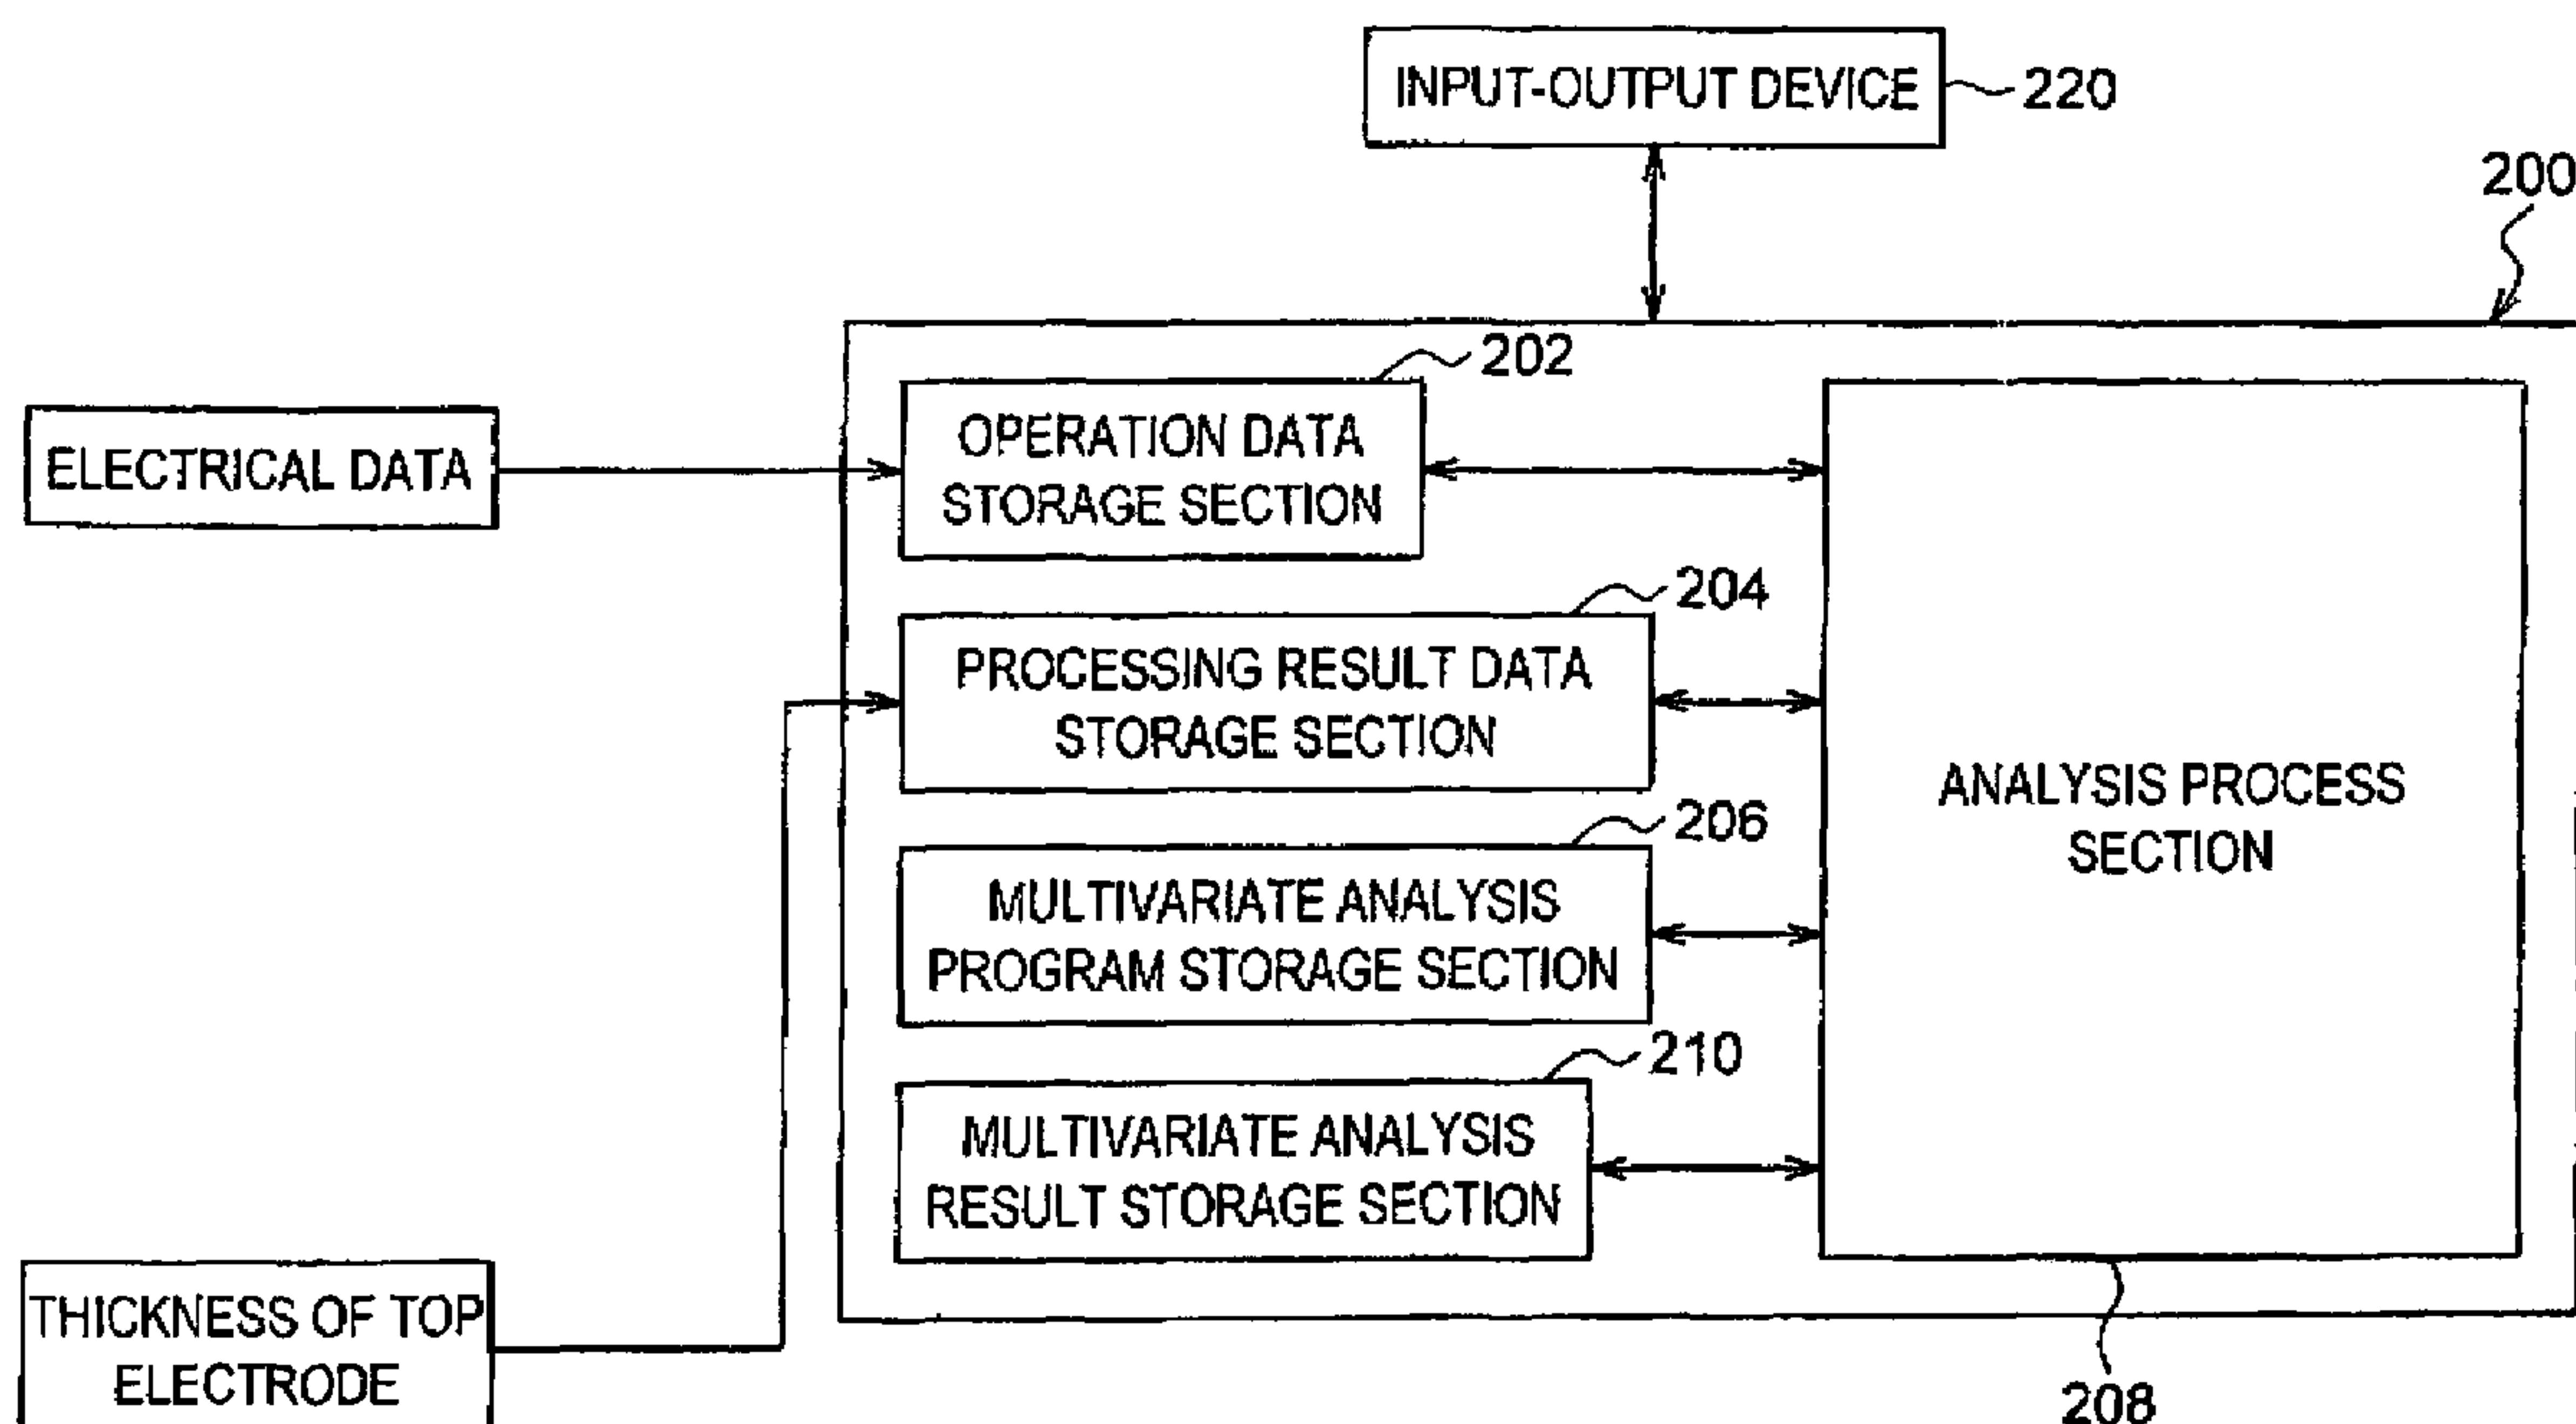 INPUT-OUTPUT DEVICE
220
200
202
OPERATION DATA
STORAGE SECTION
ELECTRICAL DATA
204
PROCESSING RESULT DATA
STORAGE SECTION
ANALYSIS PROCESS
SECTION
206
MULTIVARIATE ANALYSIS
PROGRAM STORAGE SECTION
210
MULTIVARIATE ANALYSIS
RESULT STORAGE SECTION
THICKNESS OF TOP
ELECTRODE
208